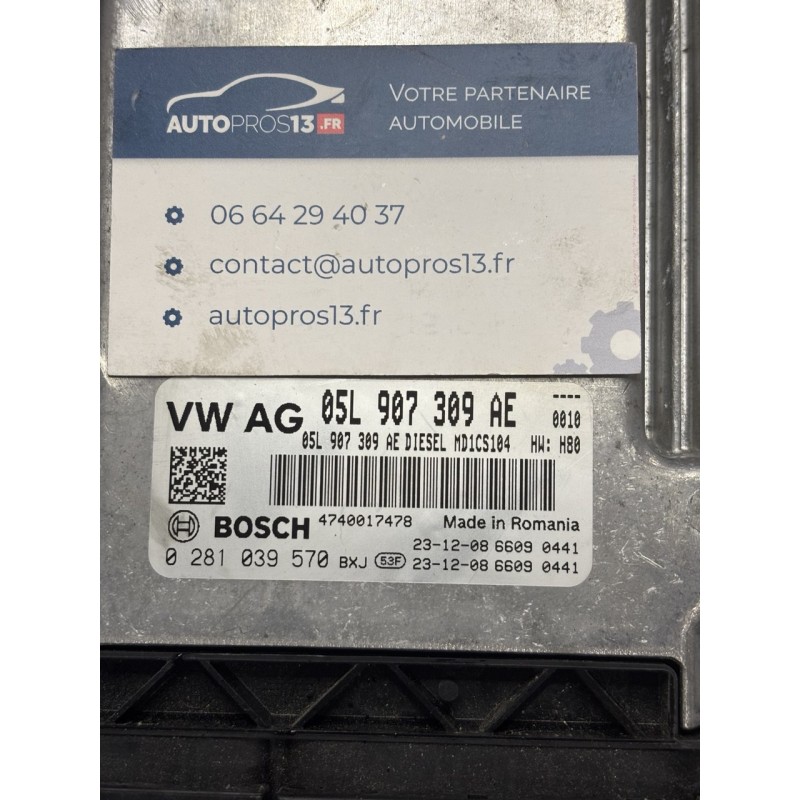 VOTRE PARTENAIRE
AUTOMOBILE
AUTOPROS13.FR
06 64 29 40 37
contact@autopros13.fr
autopros13.fr
VW AG 05L 907 309 AE ----
0010
05L 907 309 AE DIESEL MD1CS104 HW: H80
BOSCH 4740017478 Made in Romania
23-12-08 6609 0441
0 281 039 570 BXJ 53F 23-12-08 6609 0441